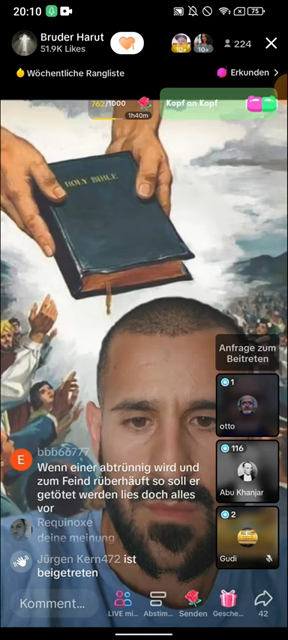 20:10
75
Bruder Harut
51.9K Likes
10+
10+
224
Wöchentliche Rangliste
Erkunden
762/1000
1h40m
Kopf an Kopf
HOLY BIBLE
Anfrage zum
Beitreten
1
otto
116
Abu Khanjar
2
Gudi
E
bbb66777
Wenn einer abtrünnig wird und
zum Feind rüberhäuft so soll er
getötet werden lies doch alles
vor
Requinoxe
deine meinung
Jürgen Kern472 ist
beigetreten
Komment...
LIVE mi...
Abstim...
Senden
Gesche...
42